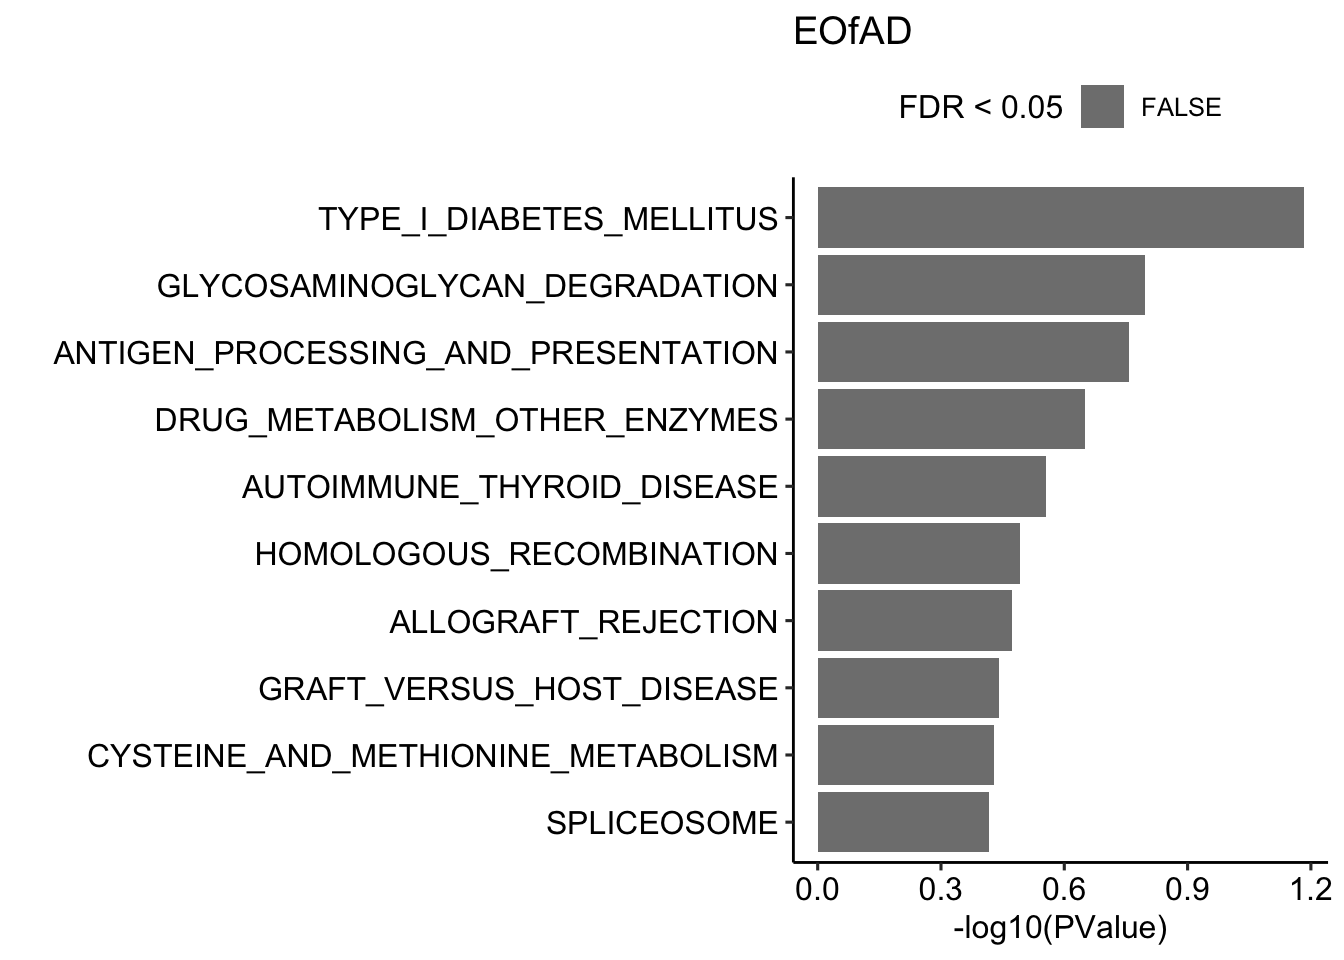 EOfAD
FDR < 0.05 FALSE
TYPE_I_DIABETES_MELLITUS
GLYCOSAMINOGLYCAN_DEGRADATION
ANTIGEN_PROCESSING_AND_PRESENTATION
DRUG_METABOLISM_OTHER_ENZYMES
AUTOIMMUNE_THYROID_DISEASE
HOMOLOGOUS_RECOMBINATION
ALLOGRAFT_REJECTION
GRAFT_VERSUS_HOST_DISEASE
CYSTEINE_AND_METHIONINE_METABOLISM
SPLICEOSOME
0.0 0.3 0.6 0.9 1.2
-log10(PValue)